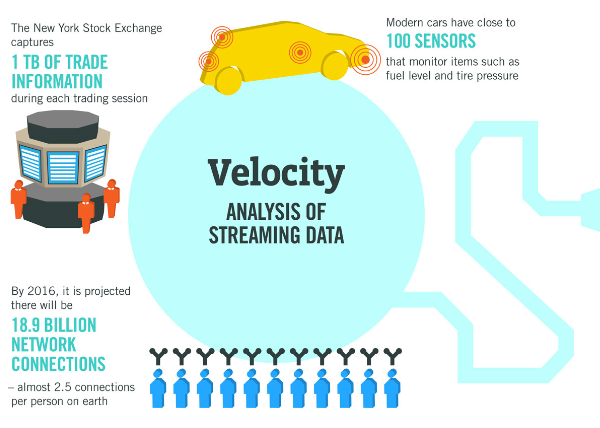 The New York Stock Exchange
captures
1 TB OF TRADE
INFORMATION
during each trading session
Modern cars have close to
100 SENSORS
that monitor items such as
fuel level and tire pressure
Velocity
ANALYSIS OF
STREAMING DATA
By 2016, it is projected
there will be
18.9 BILLION
NETWORK
CONNECTIONS
– almost 2.5 connections
per person on earth